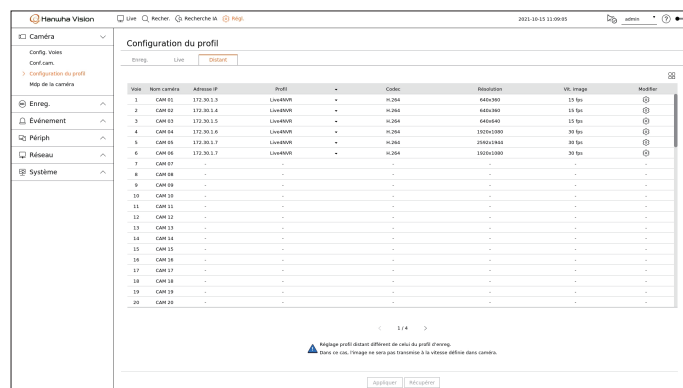 Hanwha Vision
Live Recher. Recherche IA Régl.
2021-10-15 11:09:05
admin
Caméra
Config. Voies
Conf.cam.
Configuration du profil
Mdp de la caméra
Enreg.
Événement
Périph
Réseau
Système
Configuration du profil
Enreg. Live Distant
Voie Nom caméra Adresse IP Profil Codec Résolution Vit. image Modifier
1 CAM 01 172.30.1.3 Live4NVR H.264 640x360 15 fps
2 CAM 02 172.30.1.4 Live4NVR H.264 640x360 15 fps
3 CAM 03 172.30.1.5 Live4NVR H.264 640x640 15 fps
4 CAM 04 172.30.1.6 Live4NVR H.264 1920x1080 30 fps
5 CAM 05 172.30.1.7 Live4NVR H.264 2592x1944 30 fps
6 CAM 06 172.30.1.7 Live4NVR H.264 1920x1080 30 fps
7 CAM 07 - - - - - -
8 CAM 08 - - - - - -
9 CAM 09 - - - - - -
10 CAM 10 - - - - - -
11 CAM 11 - - - - - -
12 CAM 12 - - - - - -
13 CAM 13 - - - - - -
14 CAM 14 - - - - - -
15 CAM 15 - - - - - -
16 CAM 16 - - - - - -
17 CAM 17 - - - - - -
18 CAM 18 - - - - - -
19 CAM 19 - - - - - -
20 CAM 20 - - - - - -
< 1 / 4 >
Réglage profil distant différent de celui du profil d'enreg.
Dans ce cas, l'image ne sera pas transmise à la vitesse définie dans caméra.
Appliquer Récupérer